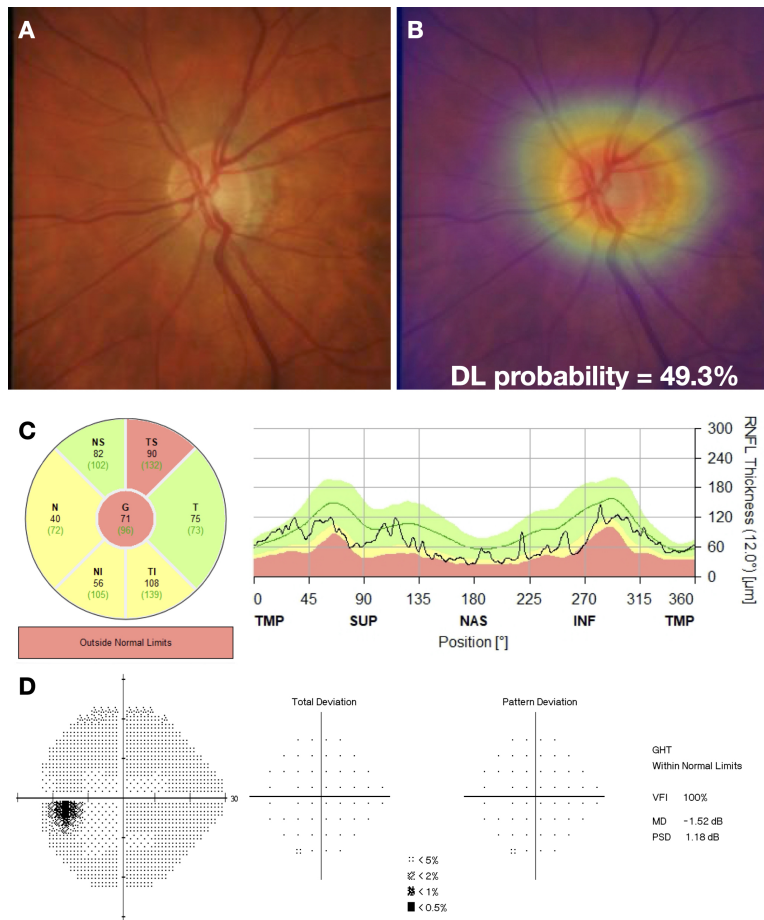 A
B
DL probability = 49.3%
C
NS
82
(102)
TS
90
(132)
N
40
(72)
G
71
(96)
T
75
(73)
NI
56
(105)
TI
108
(139)
Outside Normal Limits
300
240
180
120
60
0
RNFL Thickness (12.0°) [µm]
0 45 90 135 180 225 270 315 360
TMP SUP NAS INF TMP
Position [°]
D
30
Total Deviation
Pattern Deviation
GHT
Within Normal Limits
VFI 100%
MD -1.52 dB
PSD 1.18 dB
< 5%
< 2%
< 1%
< 0.5%